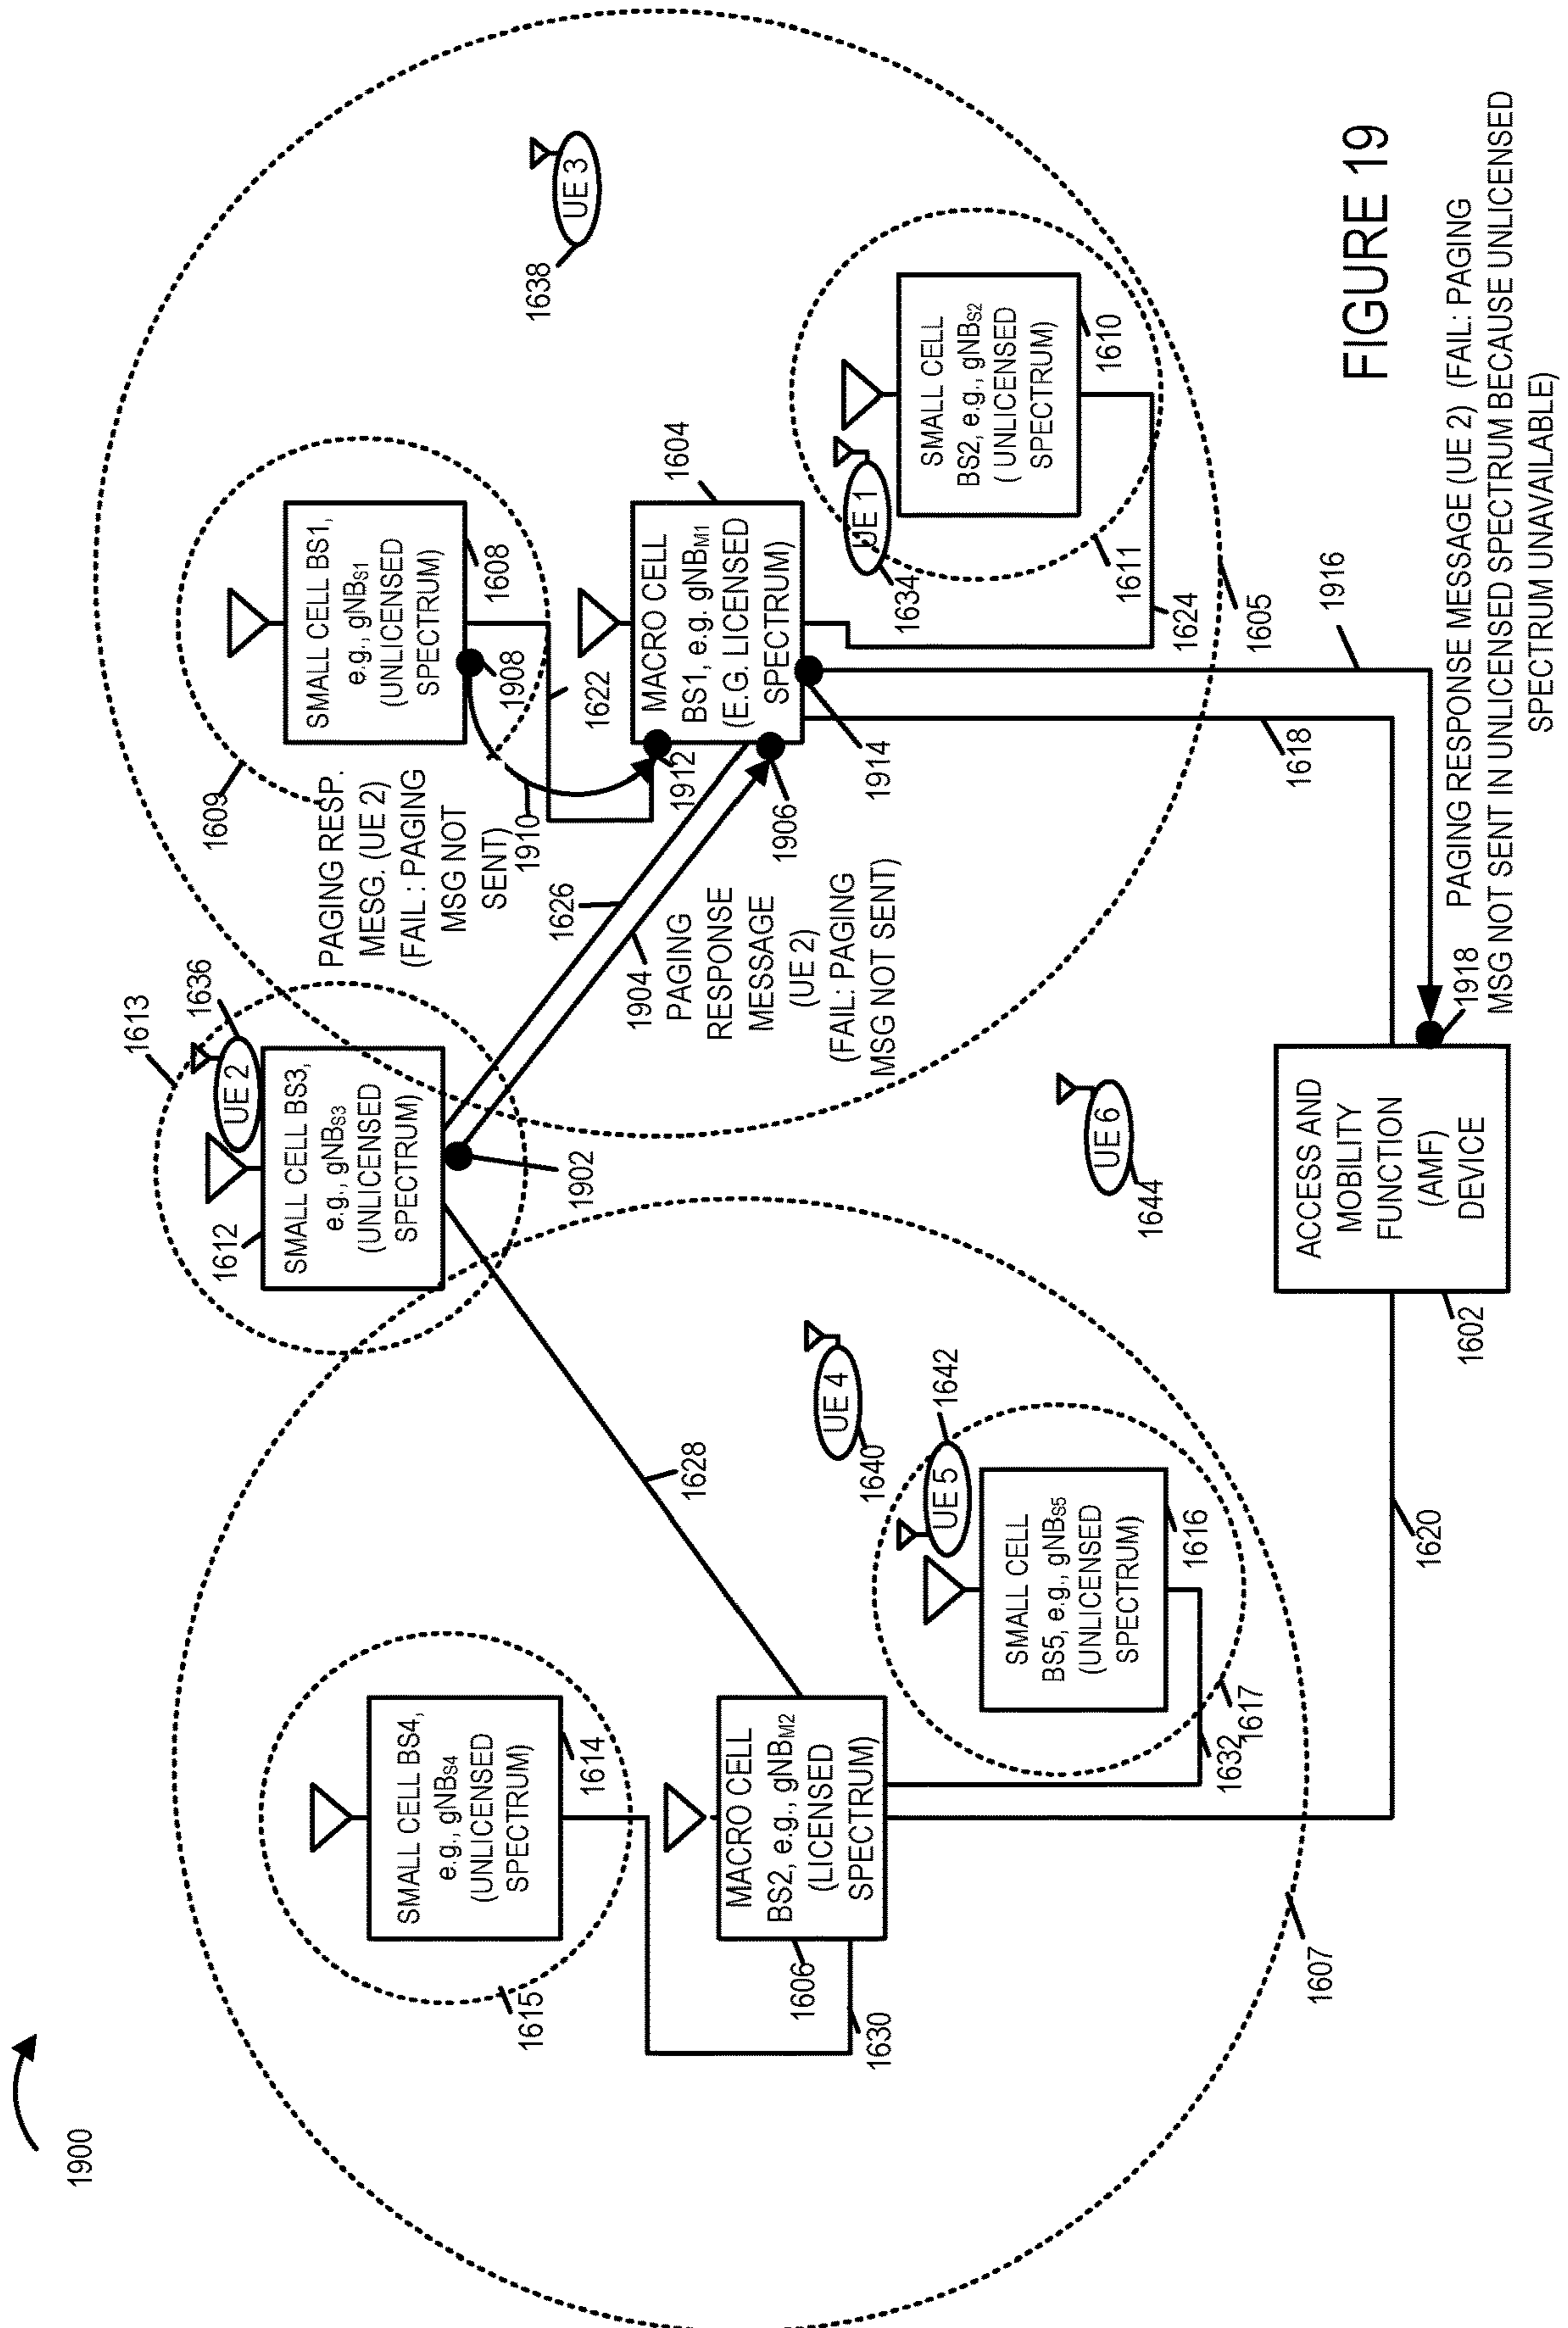 1900
SMALL CELL BS4,
e.g., gNBS4
(UNLICENSED
SPECTRUM)
1614
1615
MACRO CELL
BS2, e.g., gNBM2
(LICENSED
SPECTRUM)
1606
1630
SMALL CELL
BS5, e.g., gNBS5
(UNLICENSED
SPECTRUM)
1616
1617
1632
1607
UE 5
1642
UE 4
1640
1628
1620
SMALL CELL BS3,
e.g., gNBS3
(UNLICENSED
SPECTRUM)
1612
1613
UE 2
1636
1902
UE 6
1644
ACCESS AND
MOBILITY
FUNCTION
(AMF)
DEVICE
1602
1609
PAGING RESP.
MESG. (UE 2)
(FAIL : PAGING
MSG NOT
SENT)
1910
1626
1904
PAGING
RESPONSE
MESSAGE
(UE 2)
(FAIL: PAGING
MSG NOT SENT)
SMALL CELL BS1,
e.g., gNBS1
(UNLICENSED
SPECTRUM)
1608
1908
1622
1912
1906
MACRO CELL
BS1, e.g. gNBM1
(E.G. LICENSED
SPECTRUM)
1604
1914
UE 3
1638
UE 1
1634
SMALL CELL
BS2, e.g., gNBS2
( UNLICENSED
SPECTRUM)
1610
1611
1624
1605
1916
1618
1918
PAGING RESPONSE MESSAGE (UE 2) (FAIL: PAGING
MSG NOT SENT IN UNLICENSED SPECTRUM BECAUSE UNLICENSED
SPECTRUM UNAVAILABLE)
FIGURE 19